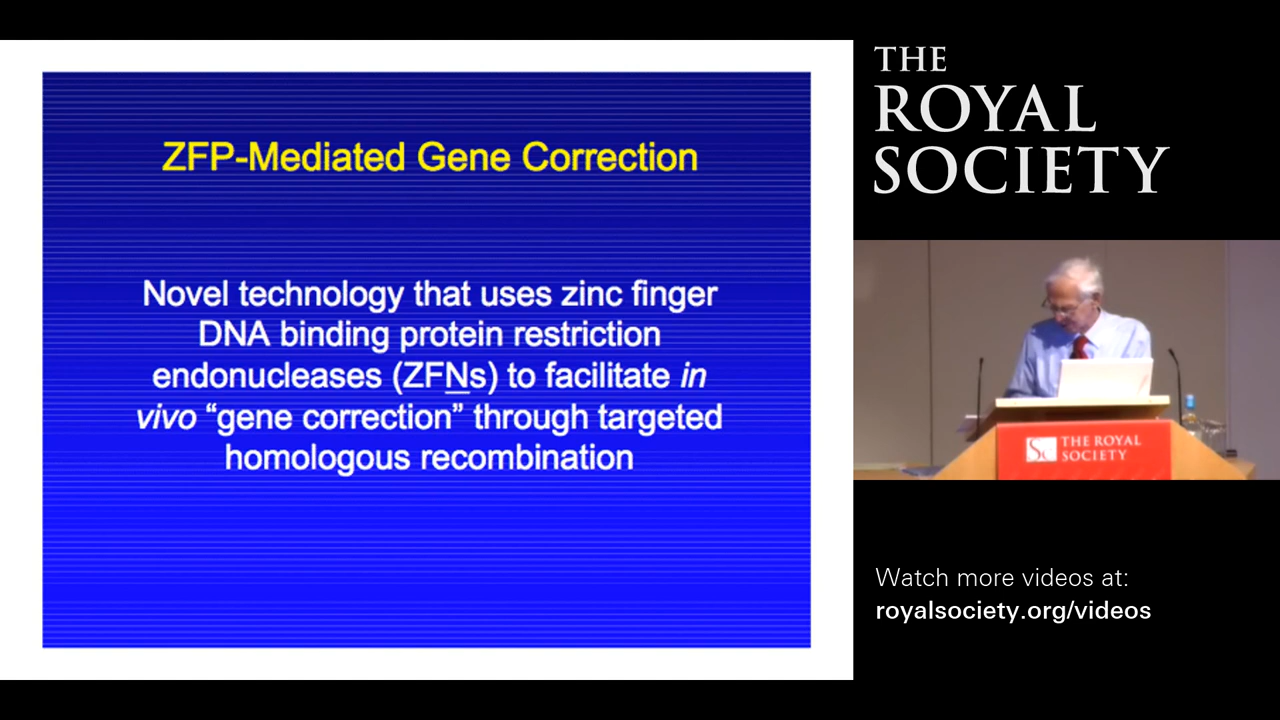 ZFP-Mediated Gene Correction
Novel technology that uses zinc finger
DNA binding protein restriction
endonucleases (ZFNs) to facilitate in
vivo “gene correction” through targeted
homologous recombination
THE
ROYAL
SOCIETY
THE ROYAL
SOCIETY
Watch more videos at:
royalsociety.org/videos